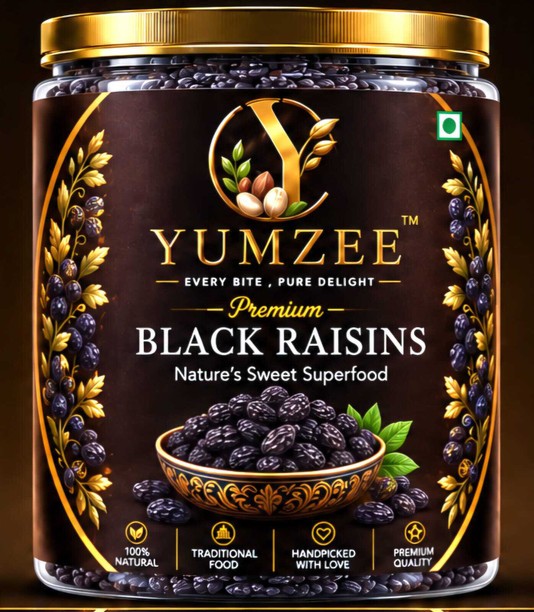 YUMZEE™
EVERY BITE , PURE DELIGHT
Premium
BLACK RAISINS
Nature's Sweet Superfood
100%
NATURAL
TRADITIONAL
FOOD
HANDPICKED
WITH LOVE
PREMIUM
QUALITY